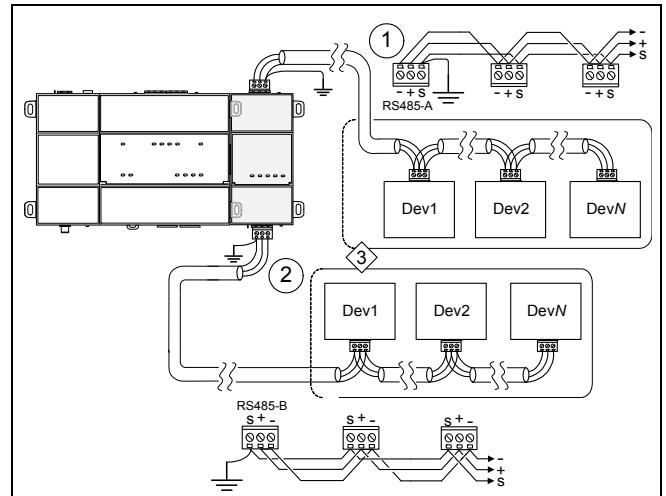 1
-
+
S
- + S
- + S
- + S
RS485-A
Dev1
Dev2
DevN
2
3
Dev1
Dev2
DevN
RS485-B
S + -
S + -
S + -
-
+
S